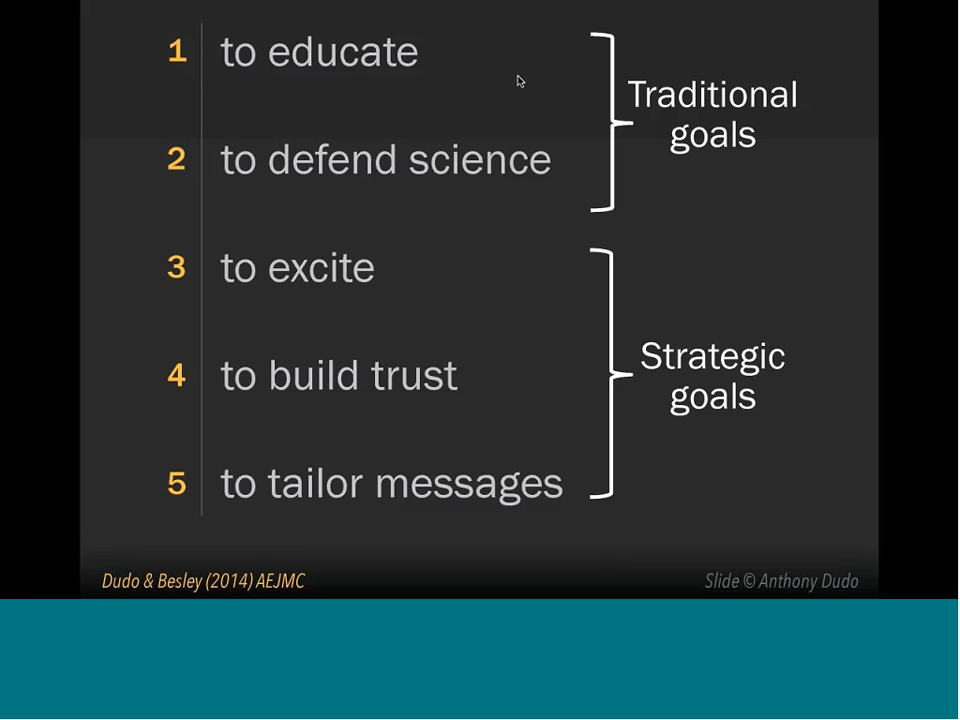 1 to educate
2 to defend science
Traditional
goals
3 to excite
4 to build trust
5 to tailor messages
Strategic
goals
Dudo & Besley (2014) AEJMC
Slide © Anthony Dudo